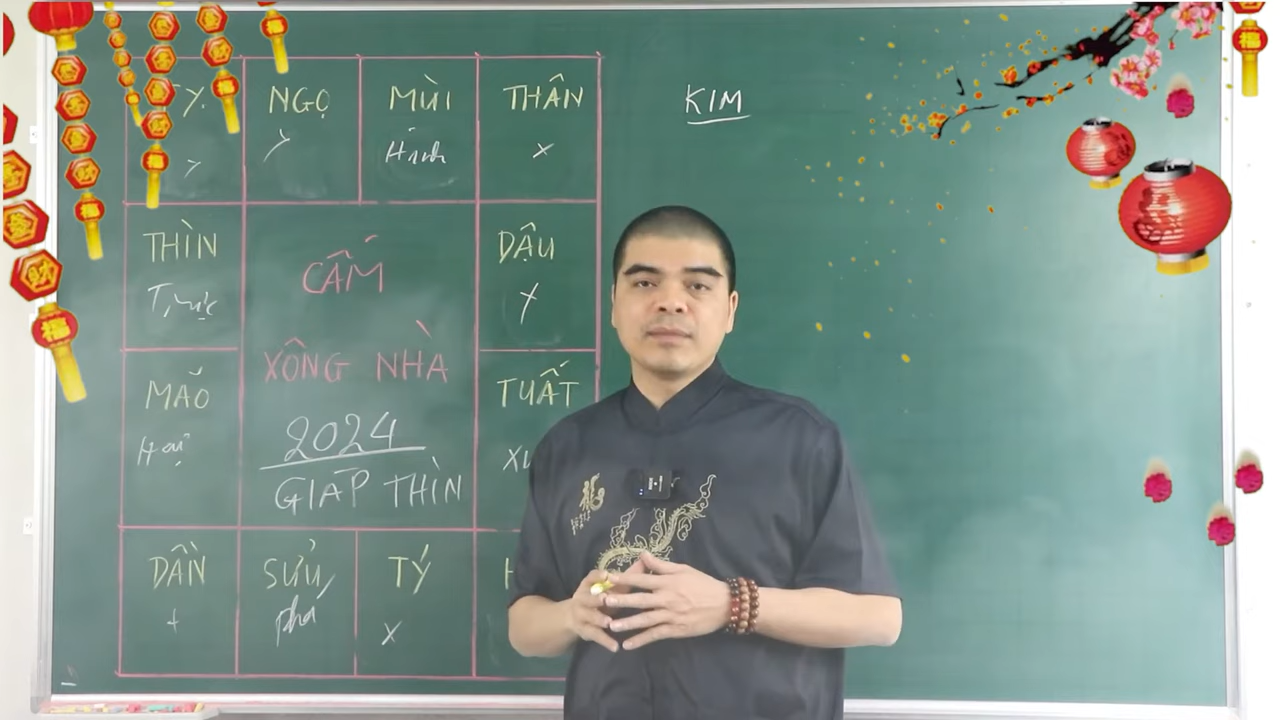 NGỌ
MÙI
THÂN
KIM
Hình
x
THÌN
DẬU
CẤM
Trực
MÃO
XÔNG NHÀ
TUẤT
Hại
2024
GIÁP THÌN
DẦN
SỬU
TÝ
+
phá
x